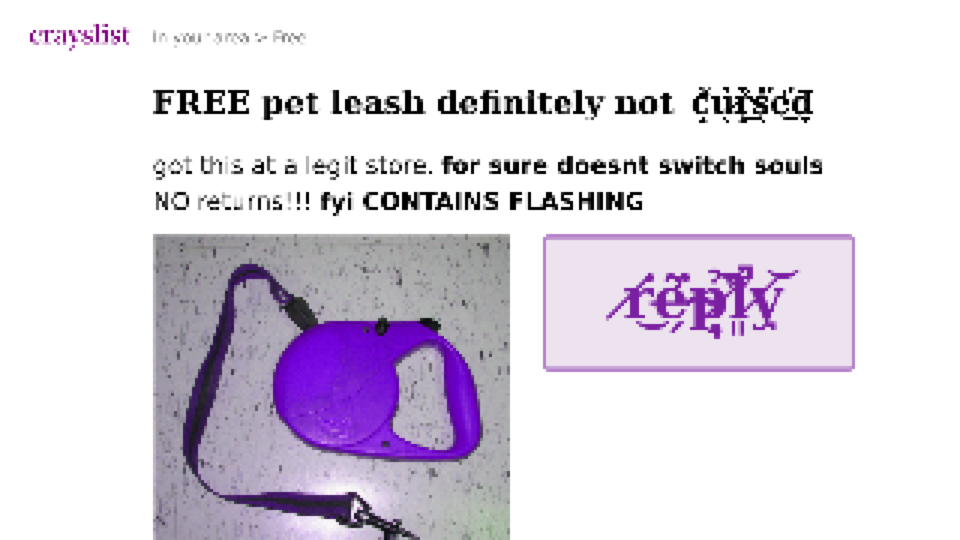 crayslist
In your area > Free
FREE pet leash definitely not cursed
got this at a legit store. for sure doesnt switch souls
NO returns!!! fyi CONTAINS FLASHING
reply